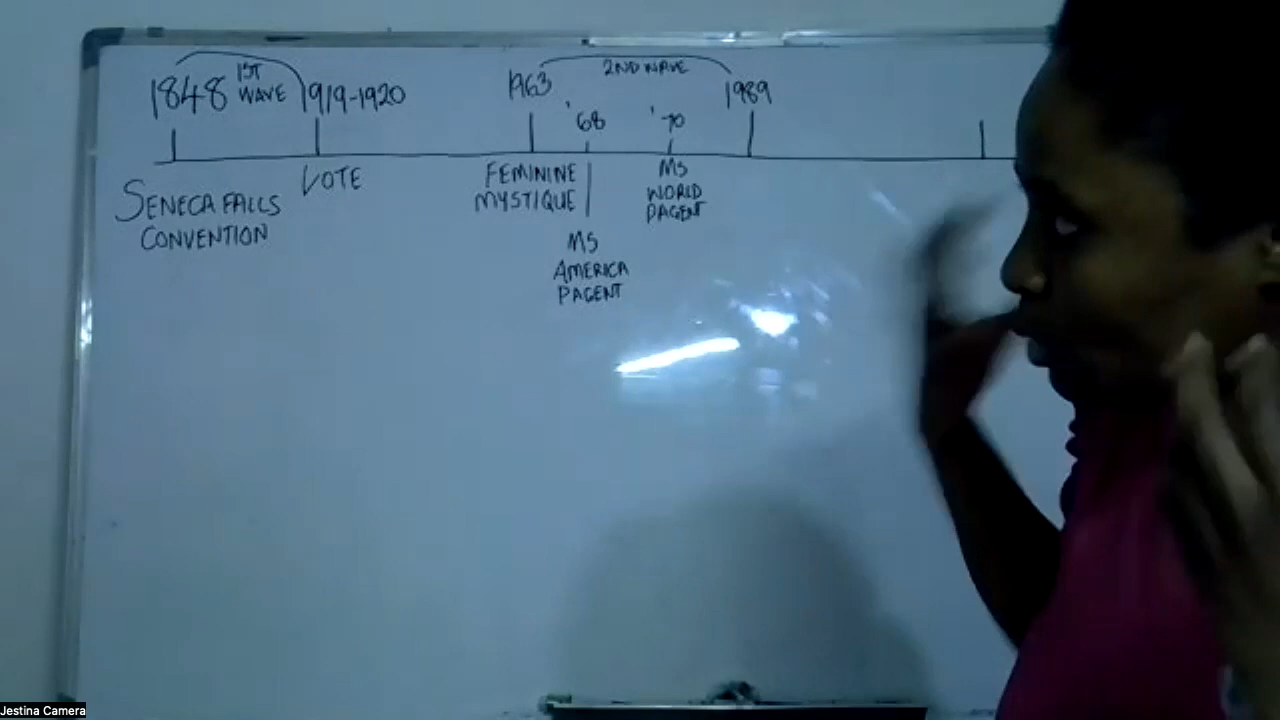 1848 1ST WAVE 1919-1920 1963 2ND WAVE 1989
'68 '70
SENECA FALLS
CONVENTION
VOTE
FEMININE
MYSTIQUE
MS
AMERICA
PAGENT
MS
WORLD
PAGENT
Jestina Camera